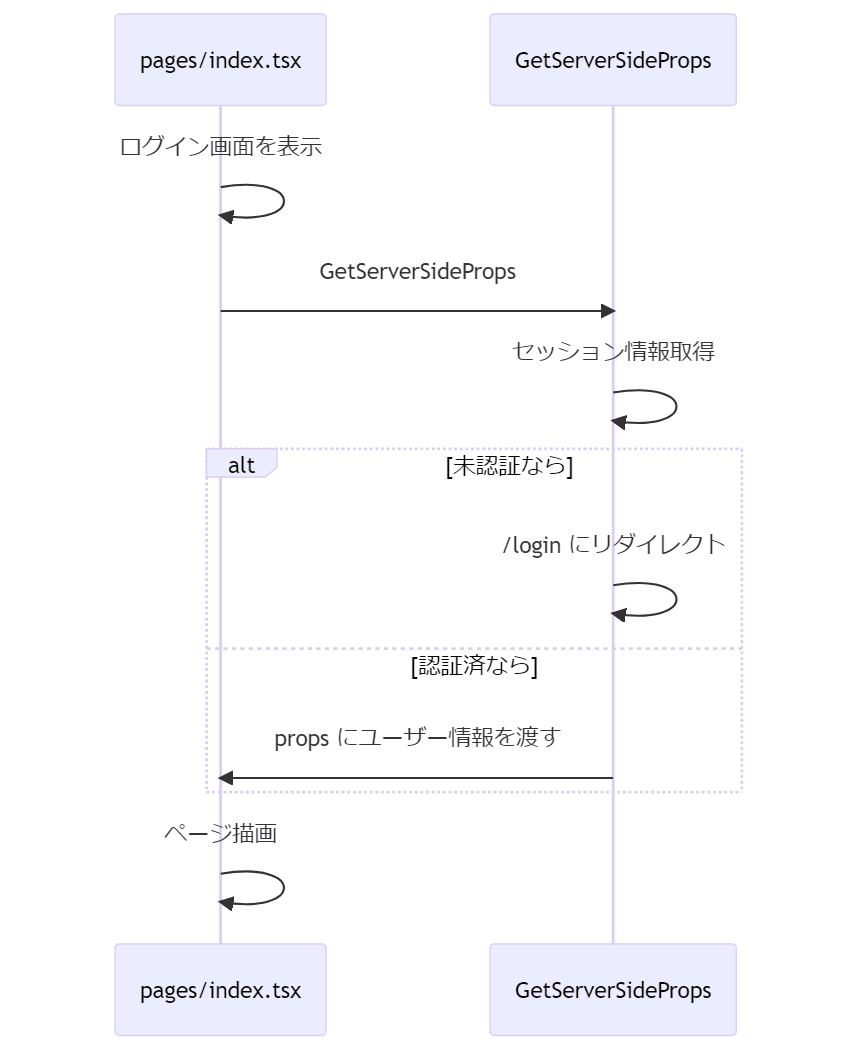 pages/index.tsx
GetServerSideProps
ログイン画面を表示
GetServerSideProps
セッション情報取得
alt
[未認証なら]
/login にリダイレクト
[認証済なら]
props にユーザー情報を渡す
ページ描画
pages/index.tsx
GetServerSideProps